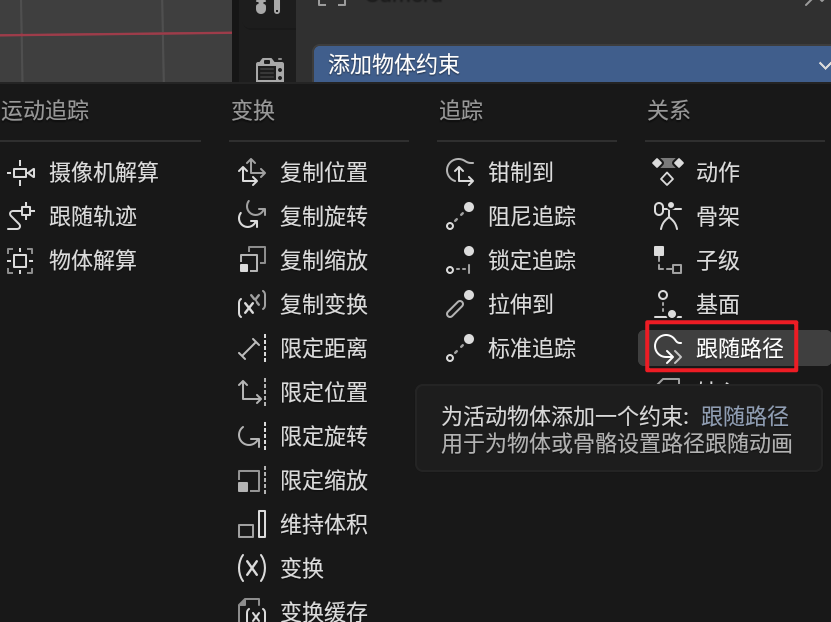 添加物体约束
运动追踪
摄像机解算
跟随轨迹
物体解算
变换
复制位置
复制旋转
复制缩放
复制变换
限定距离
限定位置
限定旋转
限定缩放
维持体积
变换
变换缓存
追踪
钳制到
阻尼追踪
锁定追踪
拉伸到
标准追踪
关系
动作
骨架
子级
基面
跟随路径
为活动物体添加一个约束: 跟随路径
用于为物体或骨骼设置路径跟随动画